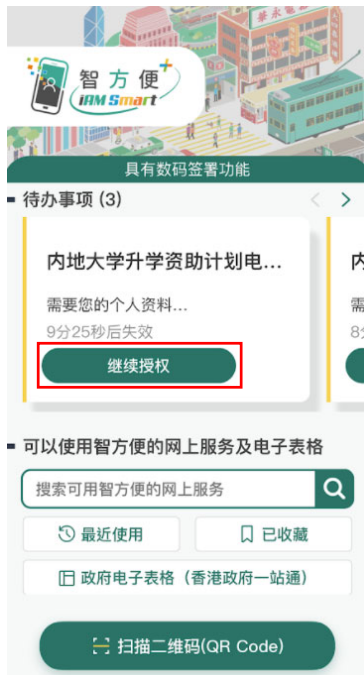 智方便+
iAM Smart
具有数码签署功能
待办事项 (3)
< >
内地大学升学资助计划电...
需要您的个人资料...
9分25秒后失效
继续授权
可以使用智方便的网上服务及电子表格
搜索可用智方便的网上服务
最近使用
已收藏
政府电子表格（香港政府一站通）
扫描二维码(QR Code)